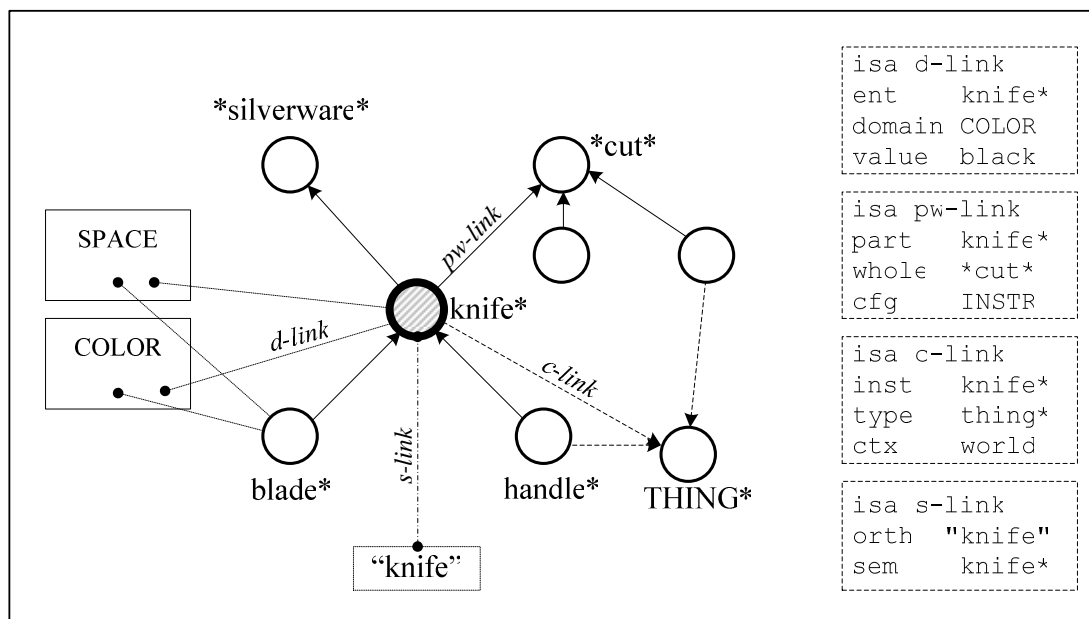 *silverware*
*cut*
pw-link
SPACE
knife*
COLOR
d-link
c-link
s-link
blade*
handle*
THING*
“knife”
isa d-link
ent knife*
domain COLOR
value black
isa pw-link
part knife*
whole *cut*
cfg INSTR
isa c-link
inst knife*
type thing*
ctx world
isa s-link
orth "knife"
sem knife*